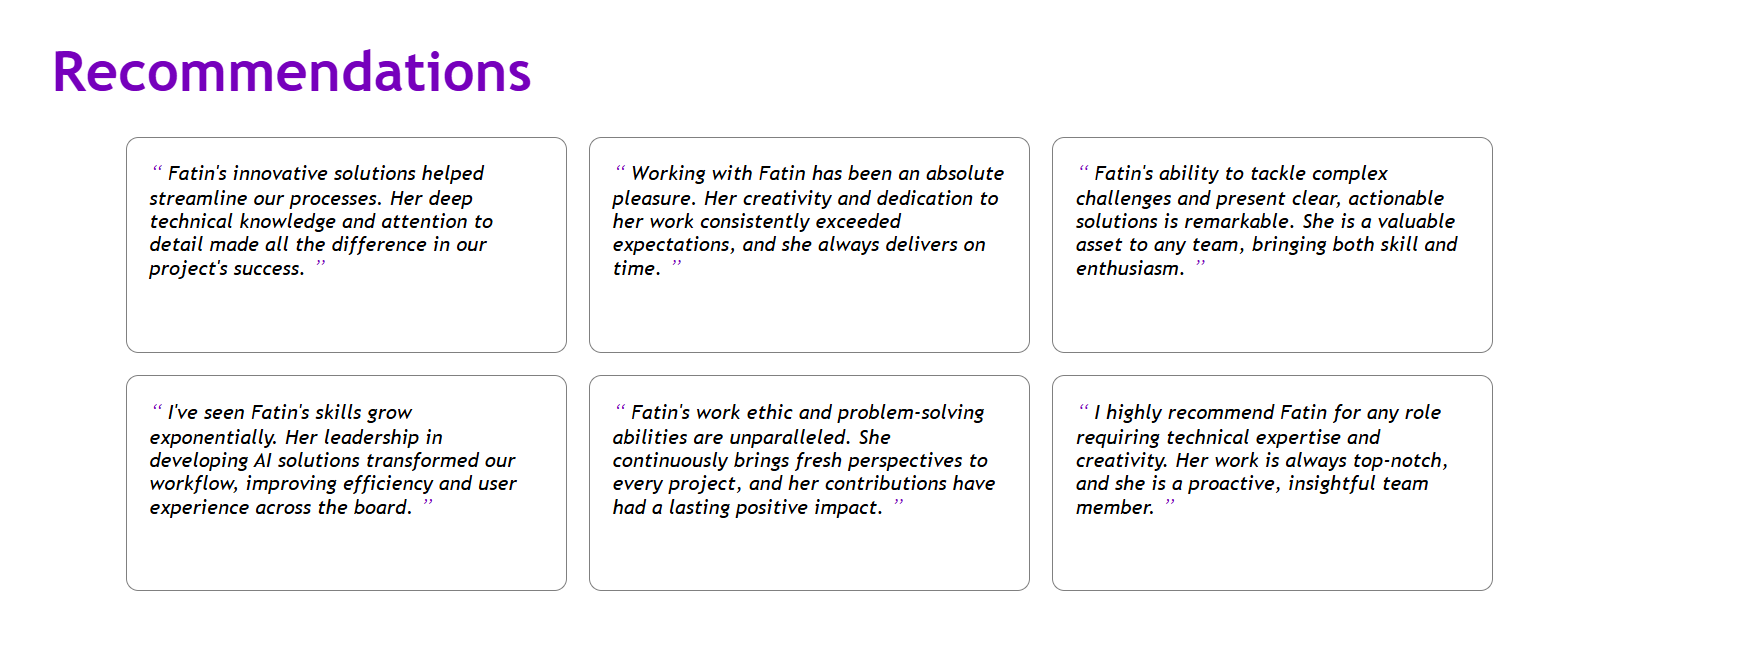 Recommendations
“ Fatin's innovative solutions helped
streamline our processes. Her deep
technical knowledge and attention to
detail made all the difference in our
project's success. ”
“ Working with Fatin has been an absolute
pleasure. Her creativity and dedication to
her work consistently exceeded
expectations, and she always delivers on
time. ”
“ Fatin's ability to tackle complex
challenges and present clear, actionable
solutions is remarkable. She is a valuable
asset to any team, bringing both skill and
enthusiasm. ”
“ I've seen Fatin's skills grow
exponentially. Her leadership in
developing AI solutions transformed our
workflow, improving efficiency and user
experience across the board. ”
“ Fatin's work ethic and problem-solving
abilities are unparalleled. She
continuously brings fresh perspectives to
every project, and her contributions have
had a lasting positive impact. ”
“ I highly recommend Fatin for any role
requiring technical expertise and
creativity. Her work is always top-notch,
and she is a proactive, insightful team
member. ”